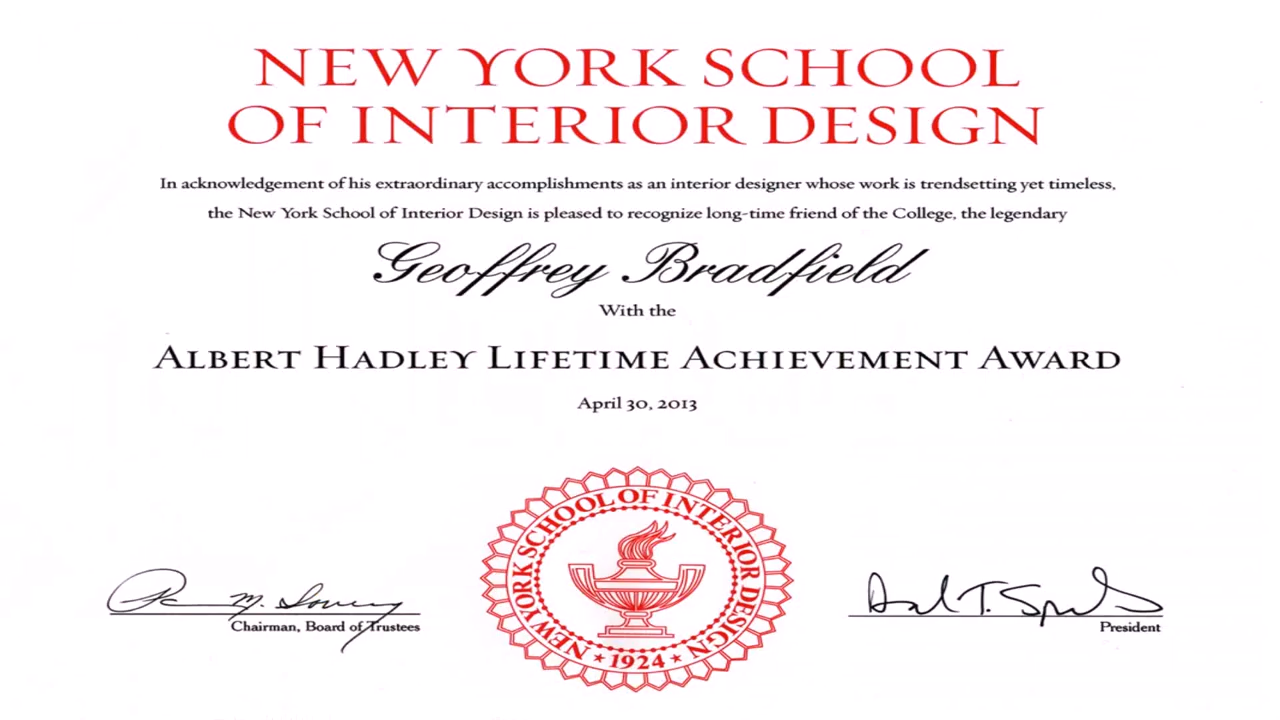 NEW YORK SCHOOL
OF INTERIOR DESIGN
In acknowledgement of his extraordinary accomplishments as an interior designer whose work is trendsetting yet timeless,
the New York School of Interior Design is pleased to recognize long-time friend of the College, the legendary
Geoffrey Bradfield
With the
ALBERT HADLEY LIFETIME ACHIEVEMENT AWARD
April 30, 2013
NEW YORK SCHOOL OF INTERIOR DESIGN
★ 1924 ★
Chairman, Board of Trustees
President